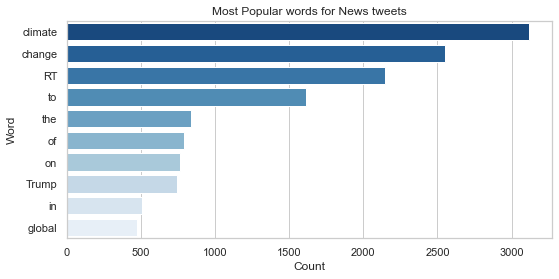 Most Popular words for News tweets
climate
change
RT
to
the
of
on
Trump
in
global
Word
0 500 1000 1500 2000 2500 3000
Count